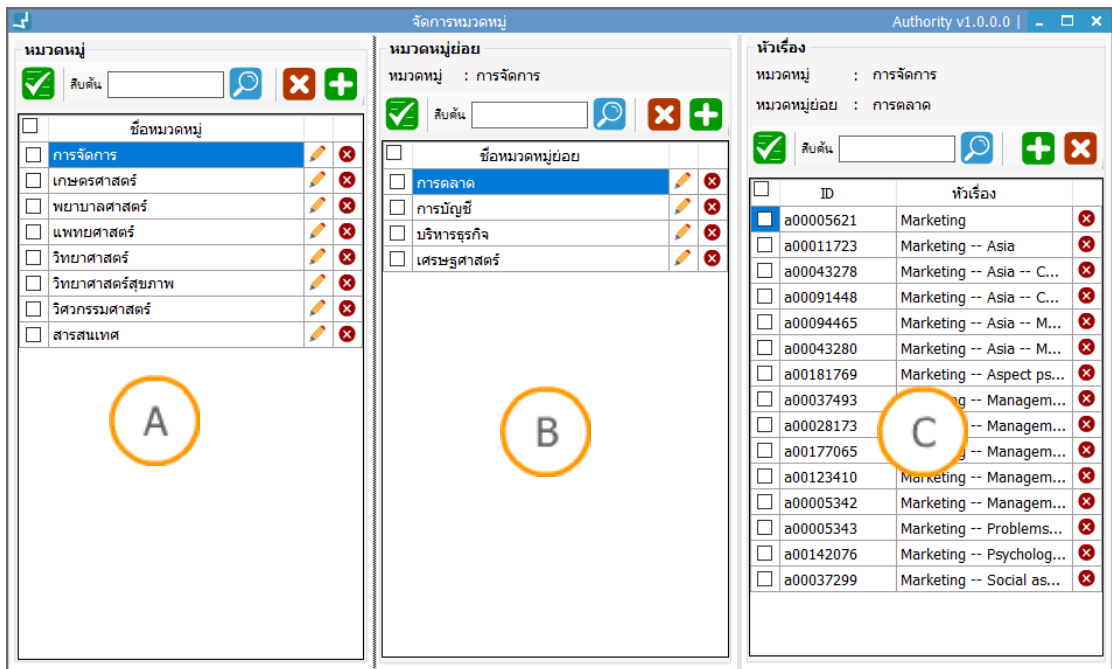 จัดการหมวดหมู่
Authority v1.0.0.0 |
หมวดหมู่
สืบค้น
ชื่อหมวดหมู่
การจัดการ
เกษตรศาสตร์
พยาบาลศาสตร์
แพทยศาสตร์
วิทยาศาสตร์
วิทยาศาสตร์สุขภาพ
วิศวกรรมศาสตร์
สารสนเทศ
A
หมวดหมู่ย่อย
หมวดหมู่ : การจัดการ
สืบค้น
ชื่อหมวดหมู่ย่อย
การตลาด
การบัญชี
บริหารธุรกิจ
เศรษฐศาสตร์
B
หัวเรื่อง
หมวดหมู่ : การจัดการ
หมวดหมู่ย่อย : การตลาด
สืบค้น
ID หัวเรื่อง
a00005621 Marketing
a00011723 Marketing -- Asia
a00043278 Marketing -- Asia -- C...
a00091448 Marketing -- Asia -- C...
a00094465 Marketing -- Asia -- M...
a00043280 Marketing -- Asia -- M...
a00181769 Marketing -- Aspect ps...
a00037493 -- Managem...
a00028173 -- Managem...
C
a00177065 -- Managem...
a00123410 Marketing -- Managem...
a00005342 Marketing -- Managem...
a00005343 Marketing -- Problems...
a00142076 Marketing -- Psycholog...
a00037299 Marketing -- Social as...